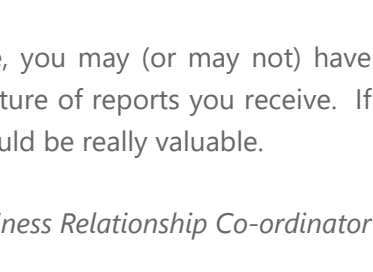 , you may (or may not) have
ture of reports you receive. If
uld be really valuable.
ness Relationship Co-ordinator